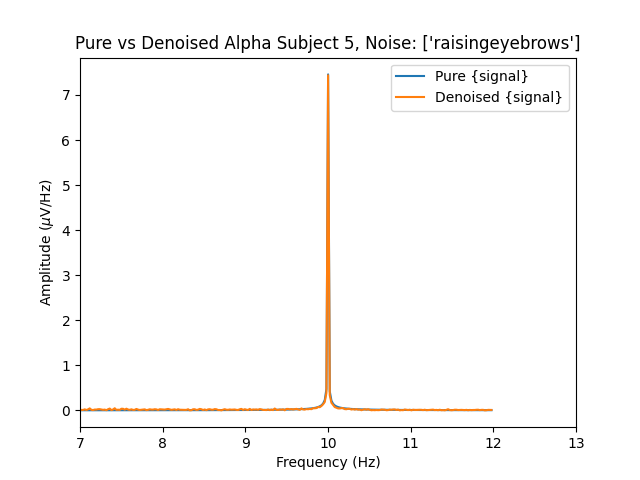 Pure vs Denoised Alpha Subject 5, Noise: ['raisingeyebrows']
Pure {signal}
Denoised {signal}
Amplitude (μV/Hz)
7
6
5
4
3
2
1
0
7 8 9 10 11 12 13
Frequency (Hz)